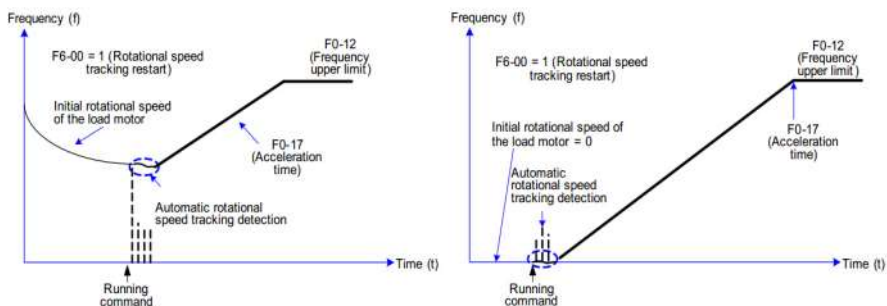 Frequency (f)
F6-00 = 1 (Rotational speed
tracking restart)
F0-12
(Frequency
upper limit)
Initial rotational speed
of the load motor
F0-17
(Acceleration
time)
Automatic rotational
speed tracking detection
Time (t)
Running
command
Frequency (f)
F6-00 = 1 (Rotational speed
tracking restart)
F0-12
(Frequency
upper limit)
Initial rotational speed of
the load motor = 0
F0-17
(Acceleration
time)
Automatic
rotational speed
tracking detection
Time (t)
Running
command